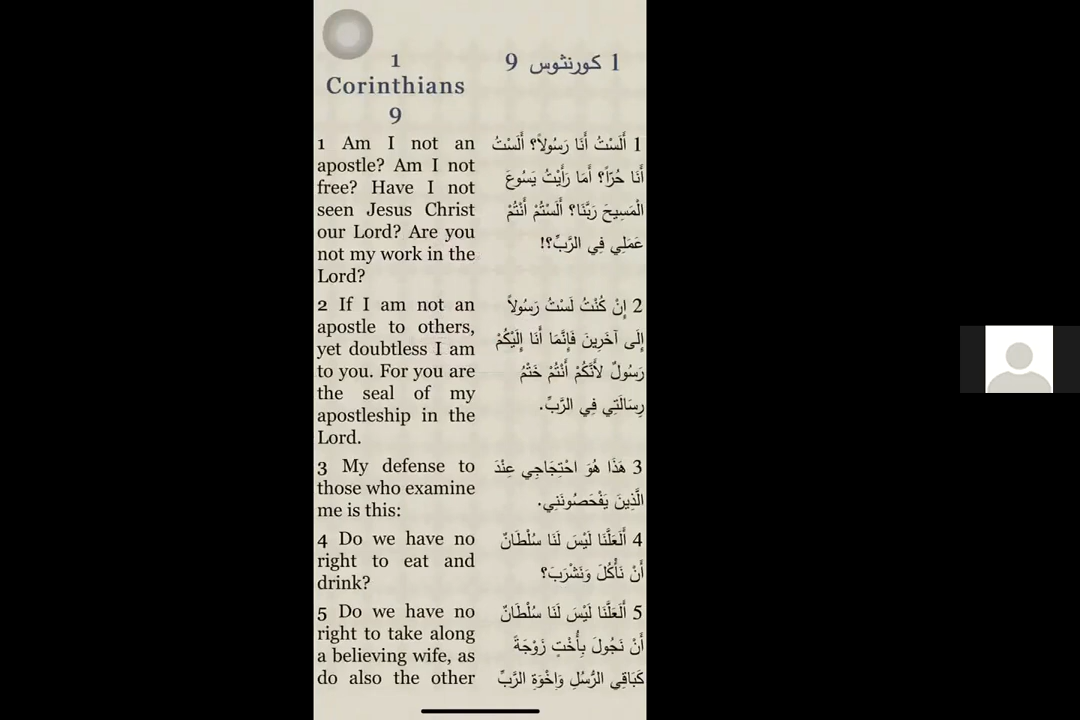 1
Corinthians
9
1 Am I not an
apostle? Am I not
free? Have I not
seen Jesus Christ
our Lord? Are you
not my work in the
Lord?
2 If I am not an
apostle to others,
yet doubtless I am
to you. For you are
the seal of my
apostleship in the
Lord.
3 My defense to
those who examine
me is this:
4 Do we have no
right to eat and
drink?
5 Do we have no
right to take along
a believing wife, as
do also the other
1 كورنثوس 9
1 أَلَسْتُ أَنَا رَسُولاً؟ أَلَسْتُ
أَنَا حُرّاً؟ أَمَا رَأَيْتُ يَسُوعَ
الْمَسِيحَ رَبَّنَا؟ أَلَسْتُمْ أَنْتُمْ
عَمَلِي فِي الرَّبِّ؟!
2 إِنْ كُنْتُ لَسْتُ رَسُولاً
إِلَى آخَرِينَ فَإِنَّمَا أَنَا إِلَيْكُمْ
رَسُولٌ لأَنَّكُمْ أَنْتُمْ خَتْمُ
رِسَالَتِي فِي الرَّبِّ.
3 هَذَا هُوَ احْتِجَاجِي عِنْدَ
الَّذِينَ يَفْحَصُونَنِي.
4 أَلَعَلَّنَا لَيْسَ لَنَا سُلْطَانٌ
أَنْ نَأْكُلَ وَنَشْرَبَ؟
5 أَلَعَلَّنَا لَيْسَ لَنَا سُلْطَانٌ
أَنْ نَجُولَ بِأُخْتٍ زَوْجَةً
كَبَاقِي الرُّسُلِ وَإِخْوَةِ الرَّبِّ